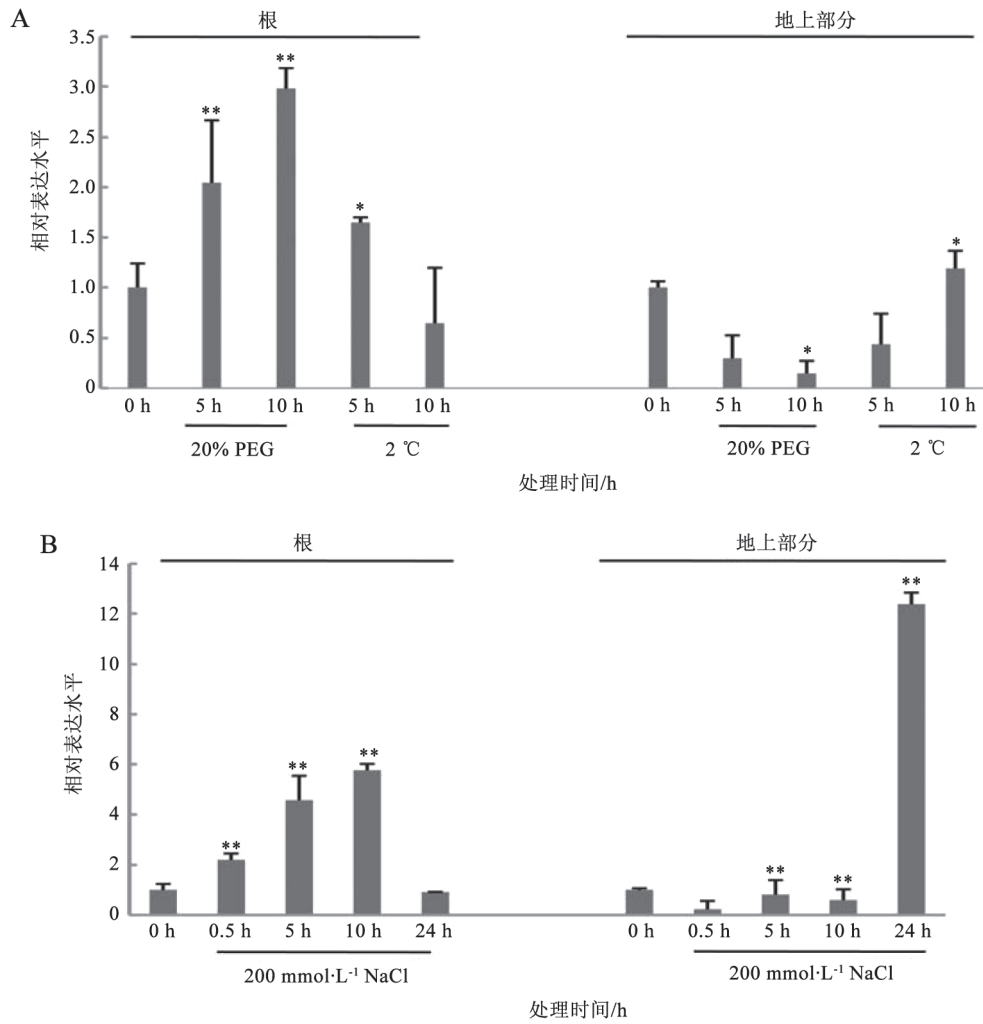 A
根 地上部分
相对表达水平
3.5
3.0
2.5
2.0
1.5
1.0
0.5
0
** ** * * *
0 h 5 h 10 h 5 h 10 h 0 h 5 h 10 h 5 h 10 h
20% PEG 2 ℃ 20% PEG 2 ℃
处理时间/h
B
根 地上部分
相对表达水平
14
12
10
8
6
4
2
0
** ** ** ** ** **
0 h 0.5 h 5 h 10 h 24 h 0 h 0.5 h 5 h 10 h 24 h
200 mmol·L⁻¹ NaCl 200 mmol·L⁻¹ NaCl
处理时间/h